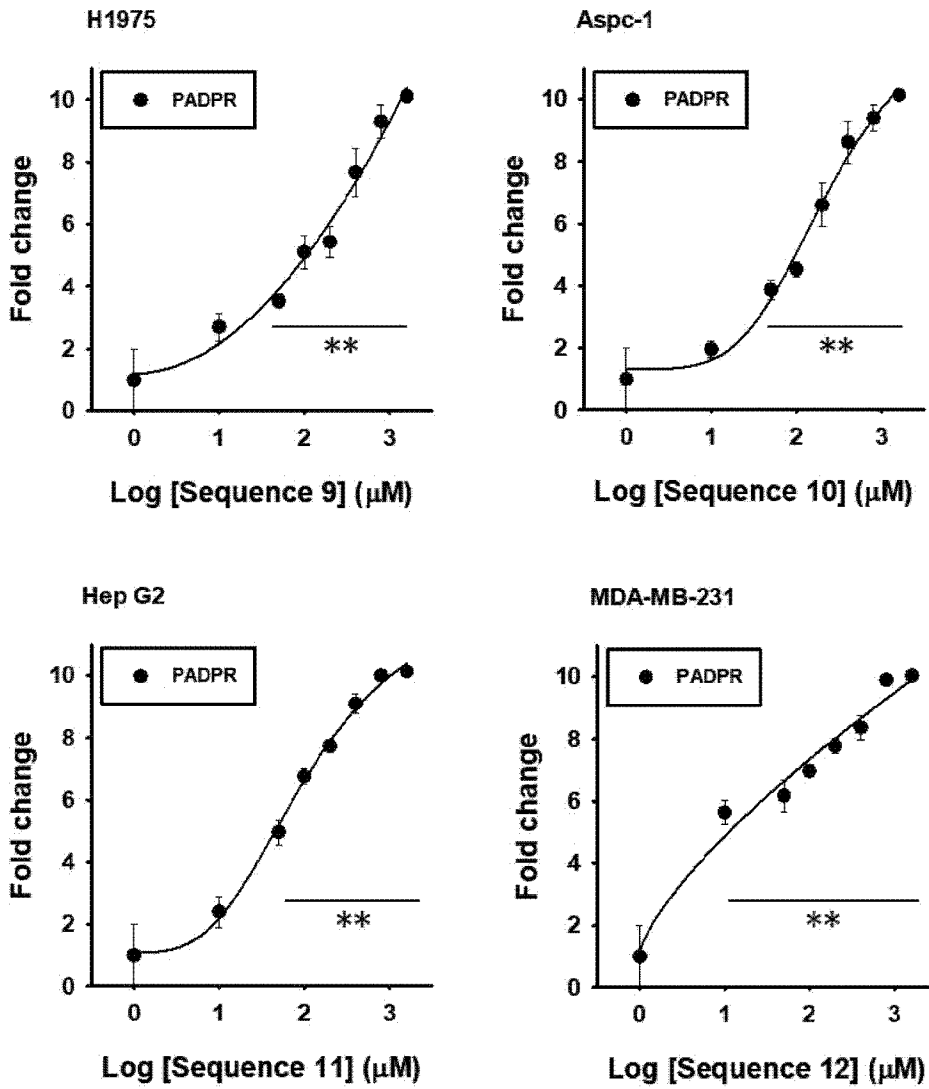 H1975
PADPR
10
8
6
4
2
0
Fold change
**
0 1 2 3
Log [Sequence 9] (μM)
Aspc-1
PADPR
10
8
6
4
2
0
Fold change
**
0 1 2 3
Log [Sequence 10] (μM)
Hep G2
PADPR
10
8
6
4
2
0
Fold change
**
0 1 2 3
Log [Sequence 11] (μM)
MDA-MB-231
PADPR
10
8
6
4
2
0
Fold change
**
0 1 2 3
Log [Sequence 12] (μM)